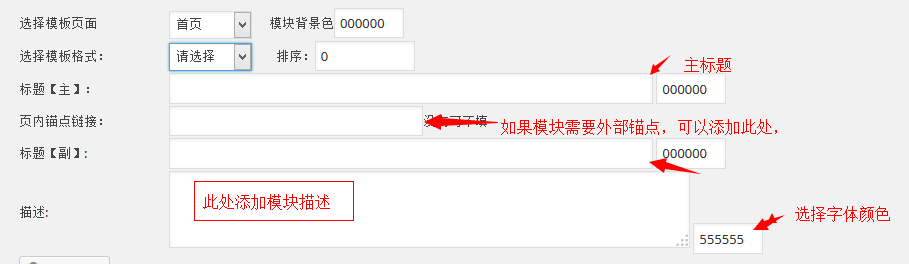 选择模板页面 首页 模块背景色 000000
选择模板格式: 请选择 排序: 0
主标题
标题【主】: 000000
页内锚点链接: 可不填 如果模块需要外部锚点，可以添加此处，
标题【副】: 000000
此处添加模块描述
描述:
选择字体颜色
555555